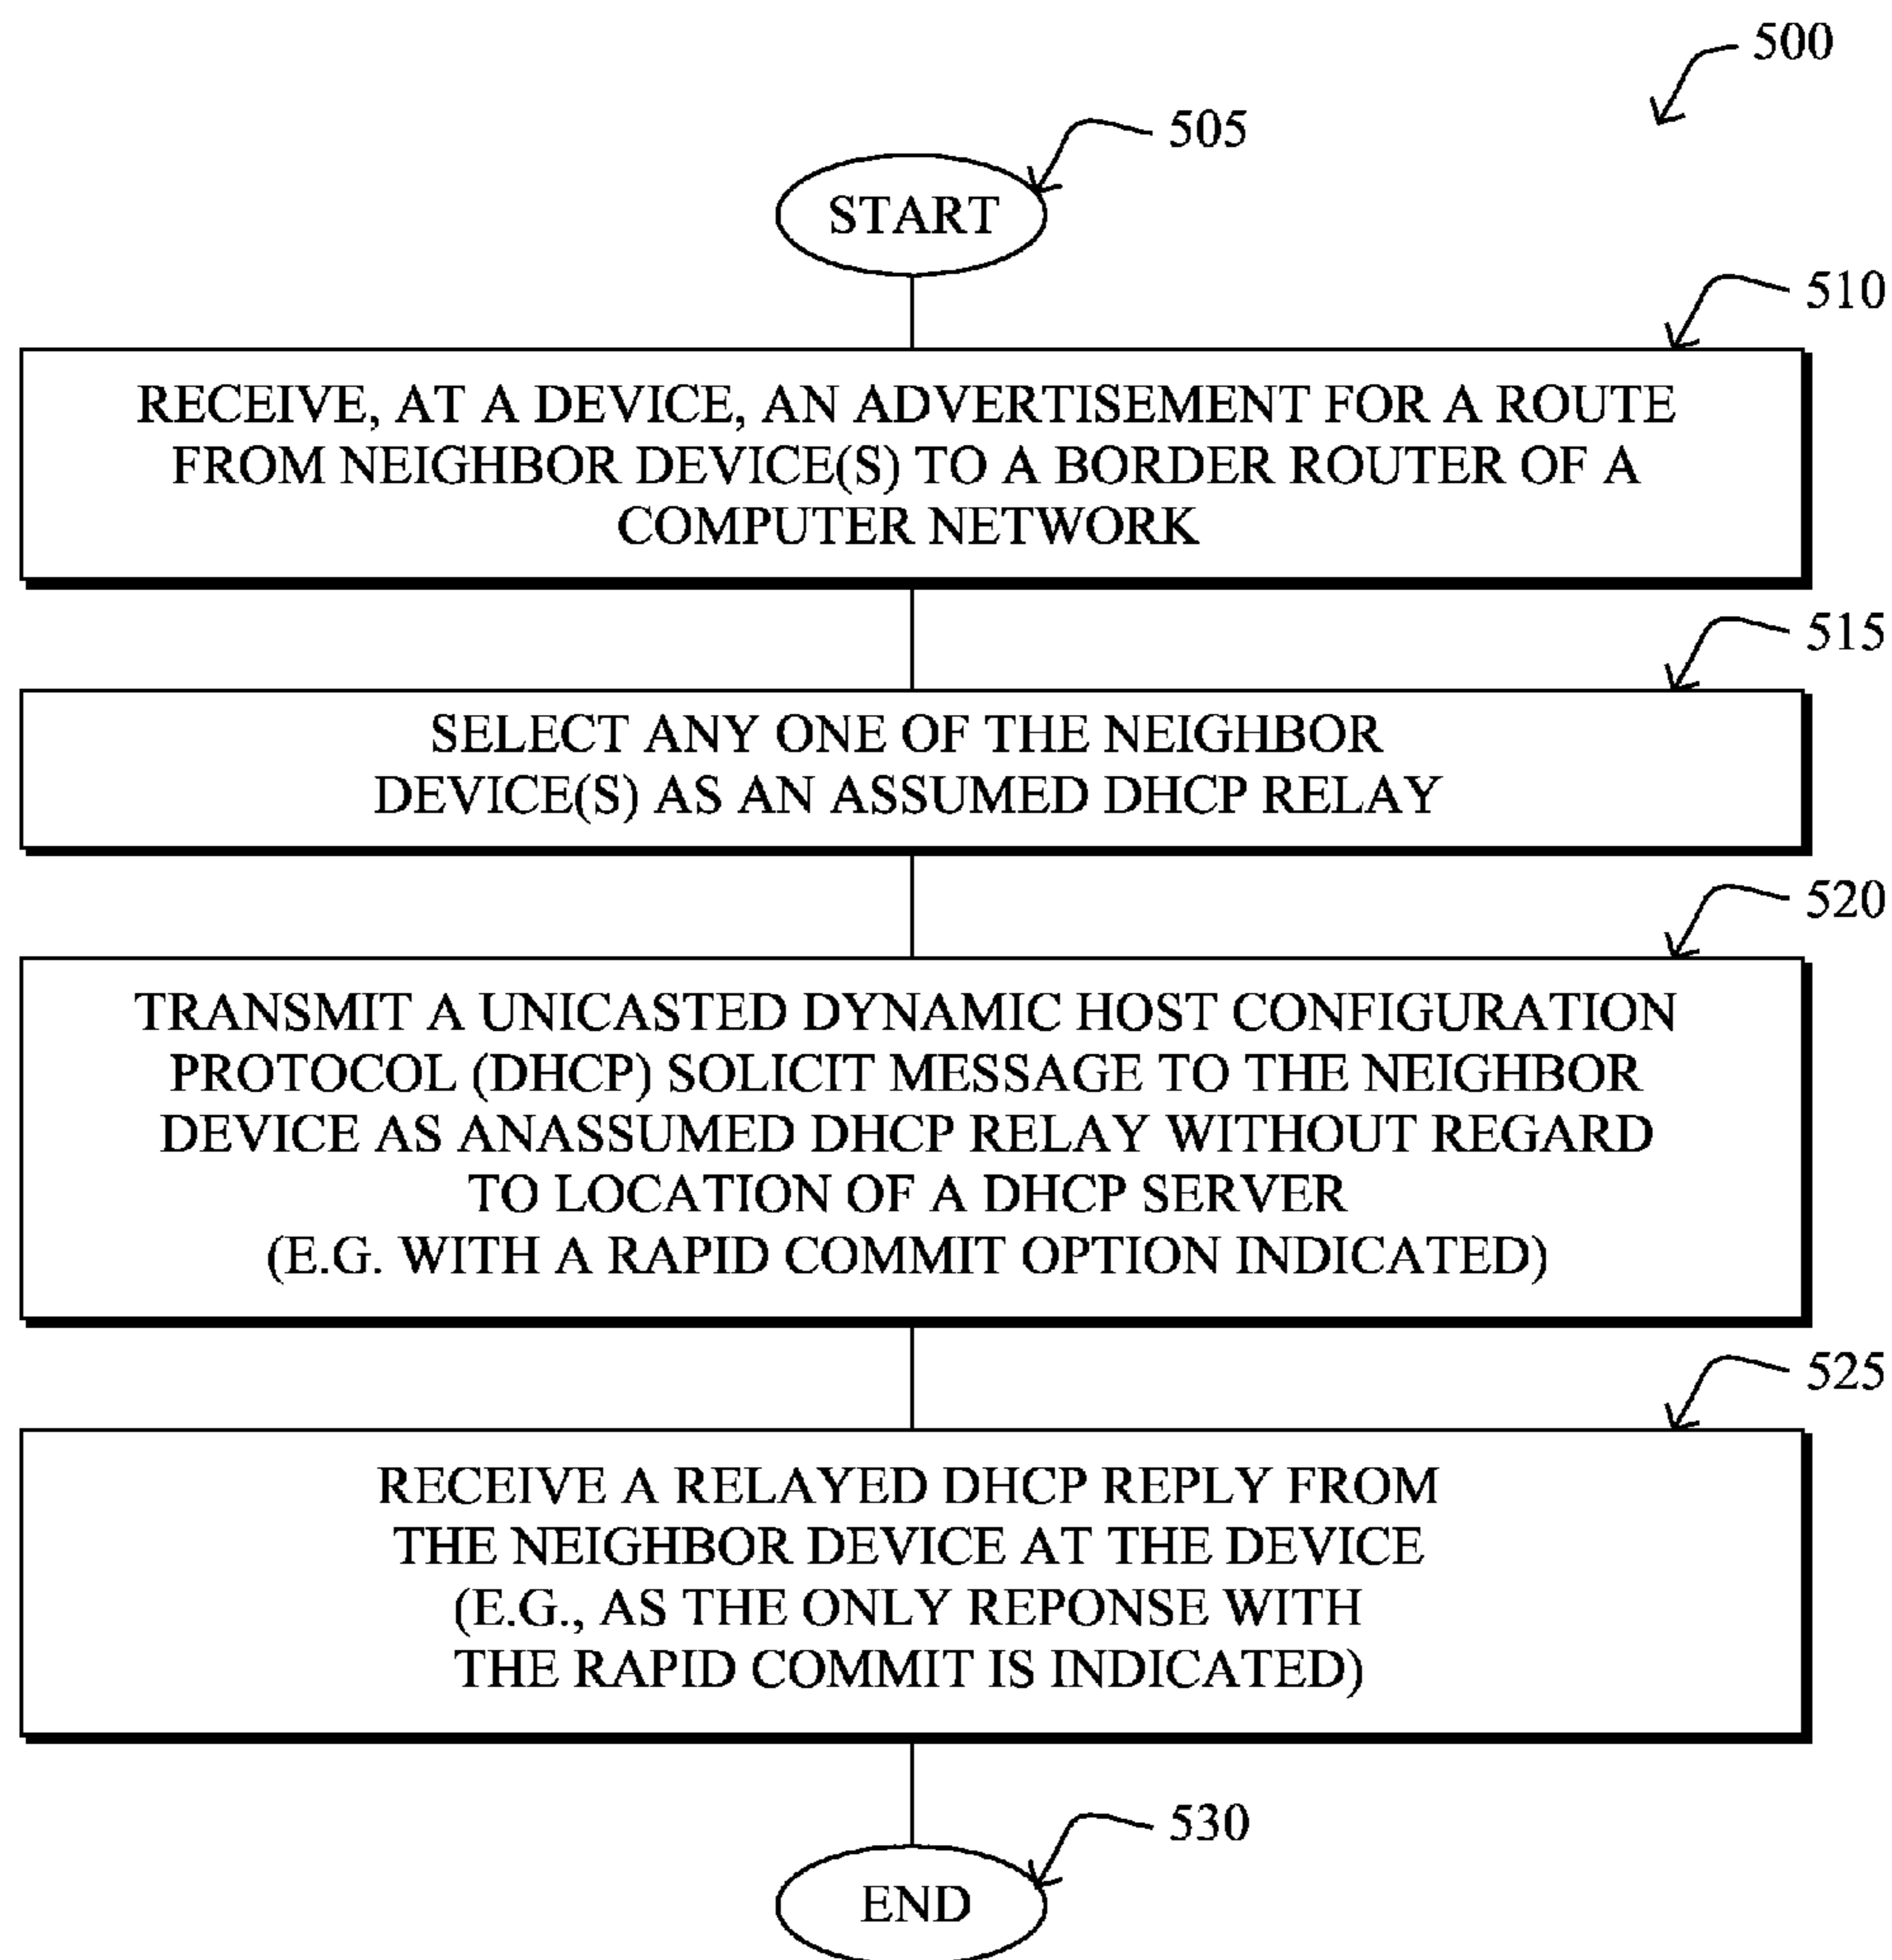 500
505
START
510
RECEIVE, AT A DEVICE, AN ADVERTISEMENT FOR A ROUTE
FROM NEIGHBOR DEVICE(S) TO A BORDER ROUTER OF A
COMPUTER NETWORK
515
SELECT ANY ONE OF THE NEIGHBOR
DEVICE(S) AS AN ASSUMED DHCP RELAY
520
TRANSMIT A UNICASTED DYNAMIC HOST CONFIGURATION
PROTOCOL (DHCP) SOLICIT MESSAGE TO THE NEIGHBOR
DEVICE AS ANASSUMED DHCP RELAY WITHOUT REGARD
TO LOCATION OF A DHCP SERVER
(E.G. WITH A RAPID COMMIT OPTION INDICATED)
525
RECEIVE A RELAYED DHCP REPLY FROM
THE NEIGHBOR DEVICE AT THE DEVICE
(E.G., AS THE ONLY REPONSE WITH
THE RAPID COMMIT IS INDICATED)
530
END